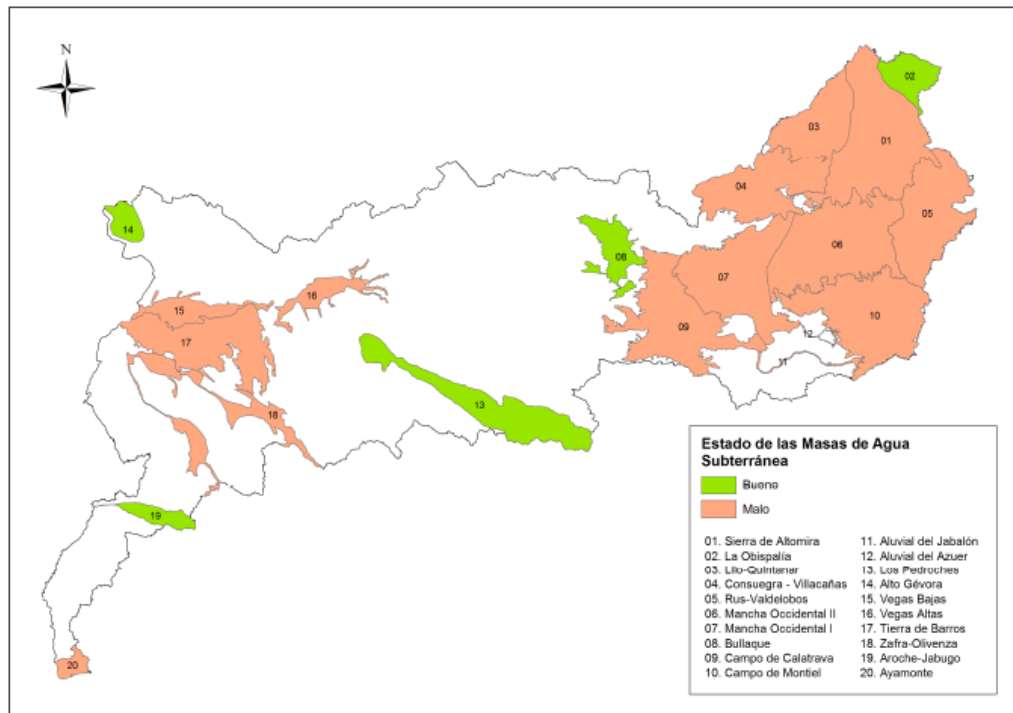 N
02
03
01
04
05
14
08
06
07
16
15
10
17
09
12
11
13
18
19
20
Estado de las Masas de Agua
Subterránea
Bueno
Malo
01. Sierra de Altomira
02. La Obispalía
03. Lillo-Quintanar
04. Consuegra - Villacañas
05. Rus-Valdelobos
06. Mancha Occidental II
07. Mancha Occidental I
08. Bullaque
09. Campo de Calatrava
10. Campo de Montiel
11. Aluvial del Jabalón
12. Aluvial del Azuer
13. Los Pedroches
14. Alto Gévora
15. Vegas Bajas
16. Vegas Altas
17. Tierra de Barros
18. Zafra-Olivenza
19. Aroche-Jabugo
20. Ayamonte